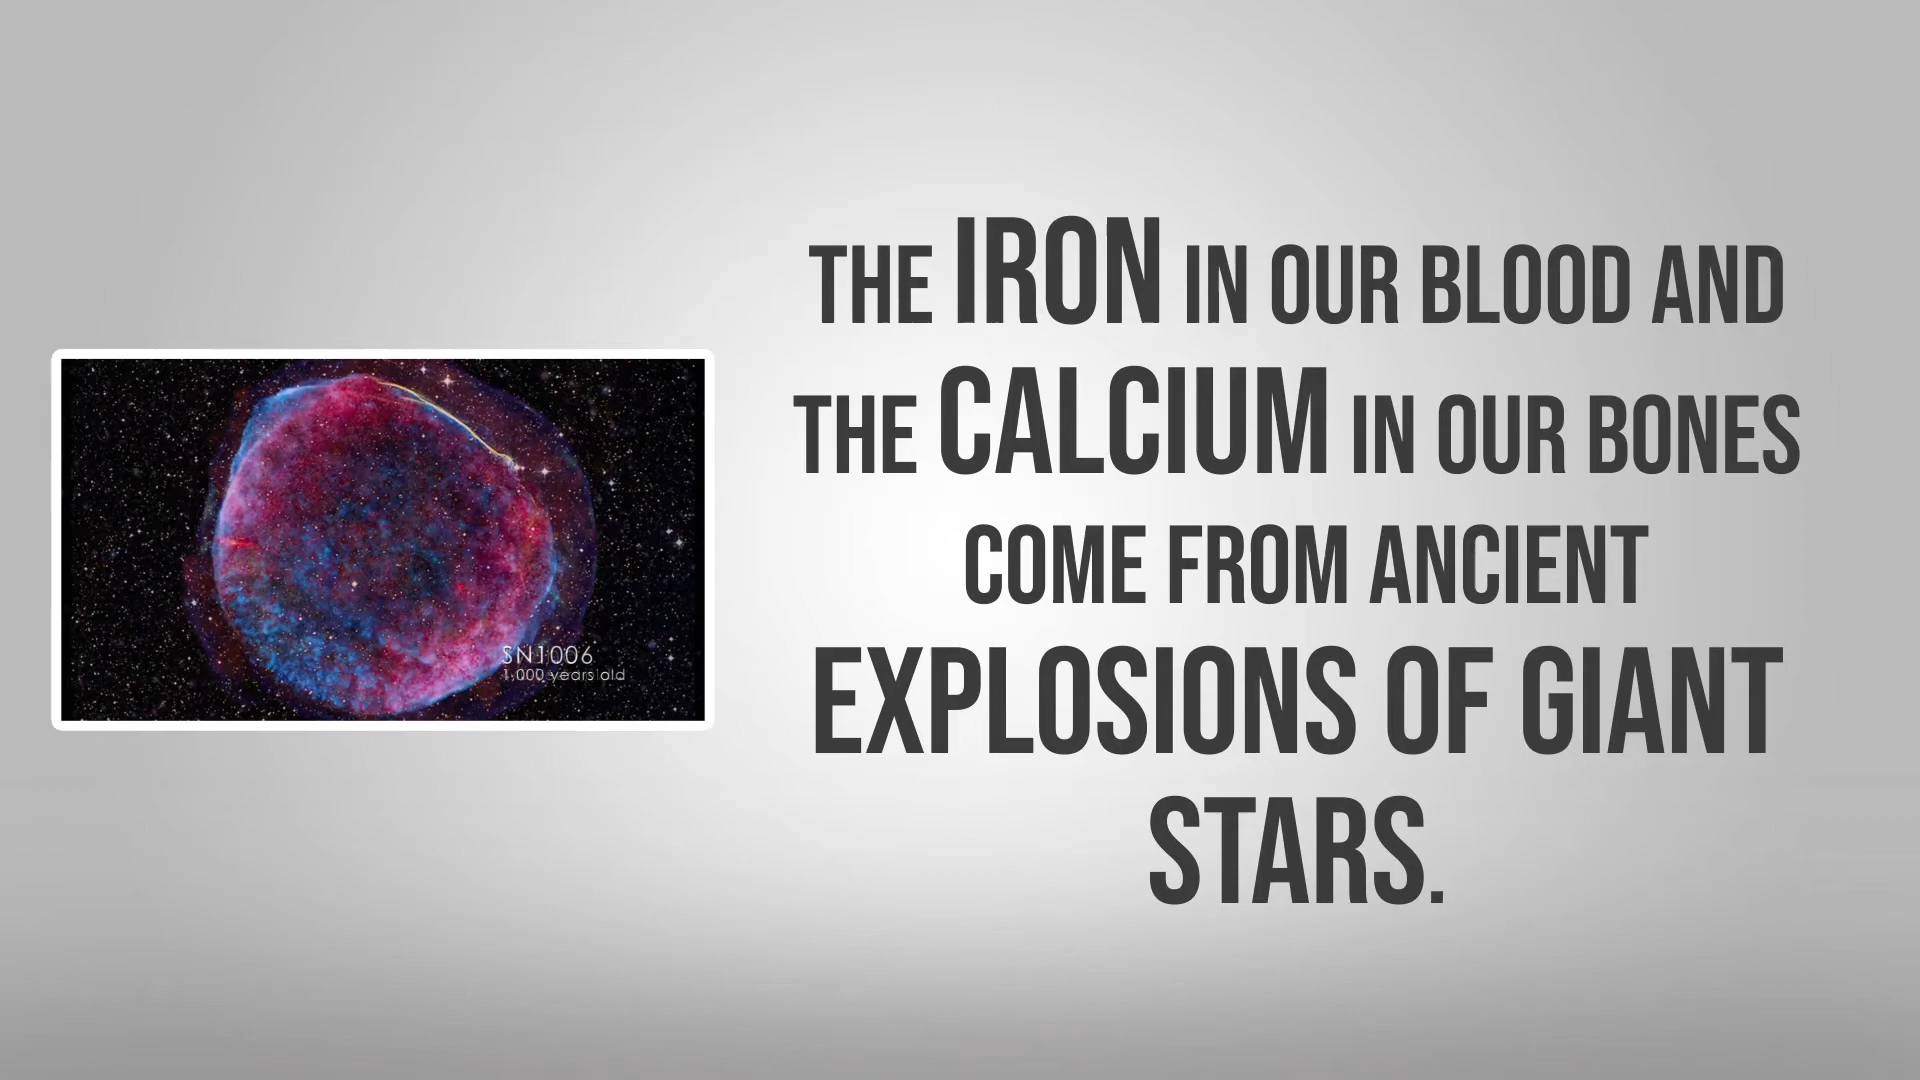 THE IRON IN OUR BLOOD AND
THE CALCIUM IN OUR BONES
COME FROM ANCIENT
EXPLOSIONS OF GIANT
STARS.
SN1006
1,000 years old